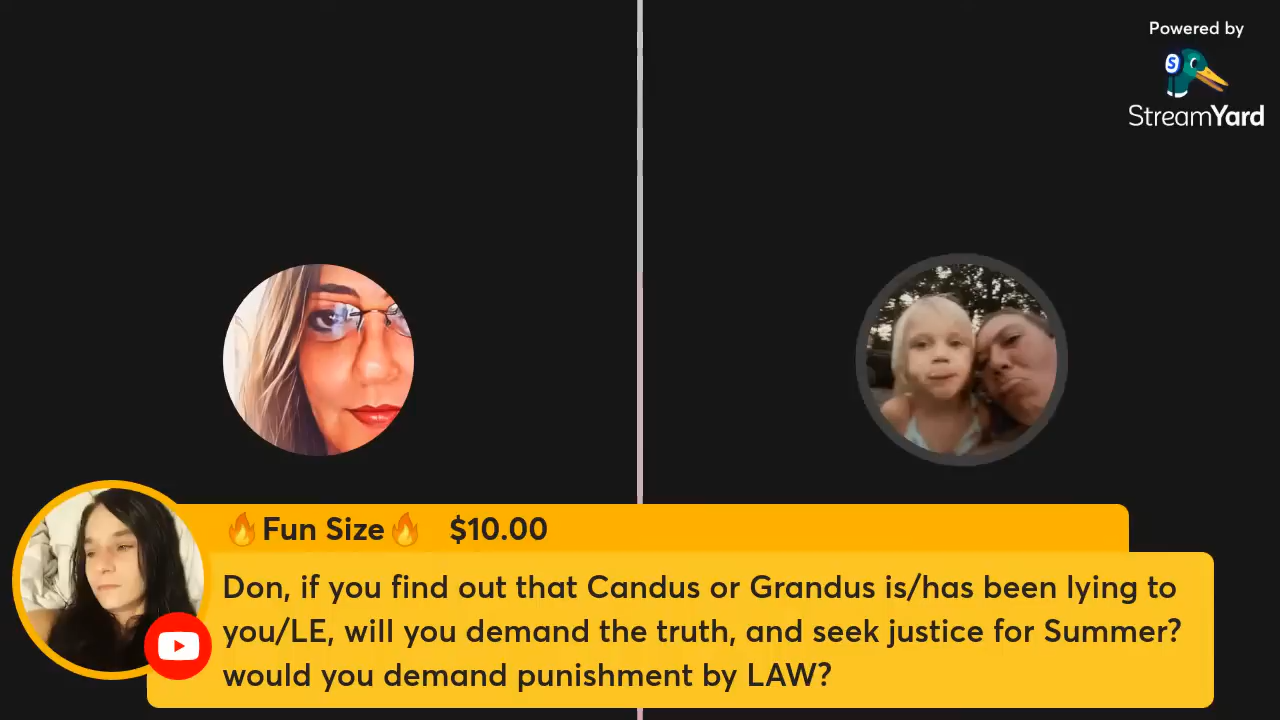 Powered by
S
StreamYard
🔥Fun Size🔥 $10.00
Don, if you find out that Candus or Grandus is/has been lying to
you/LE, will you demand the truth, and seek justice for Summer?
would you demand punishment by LAW?